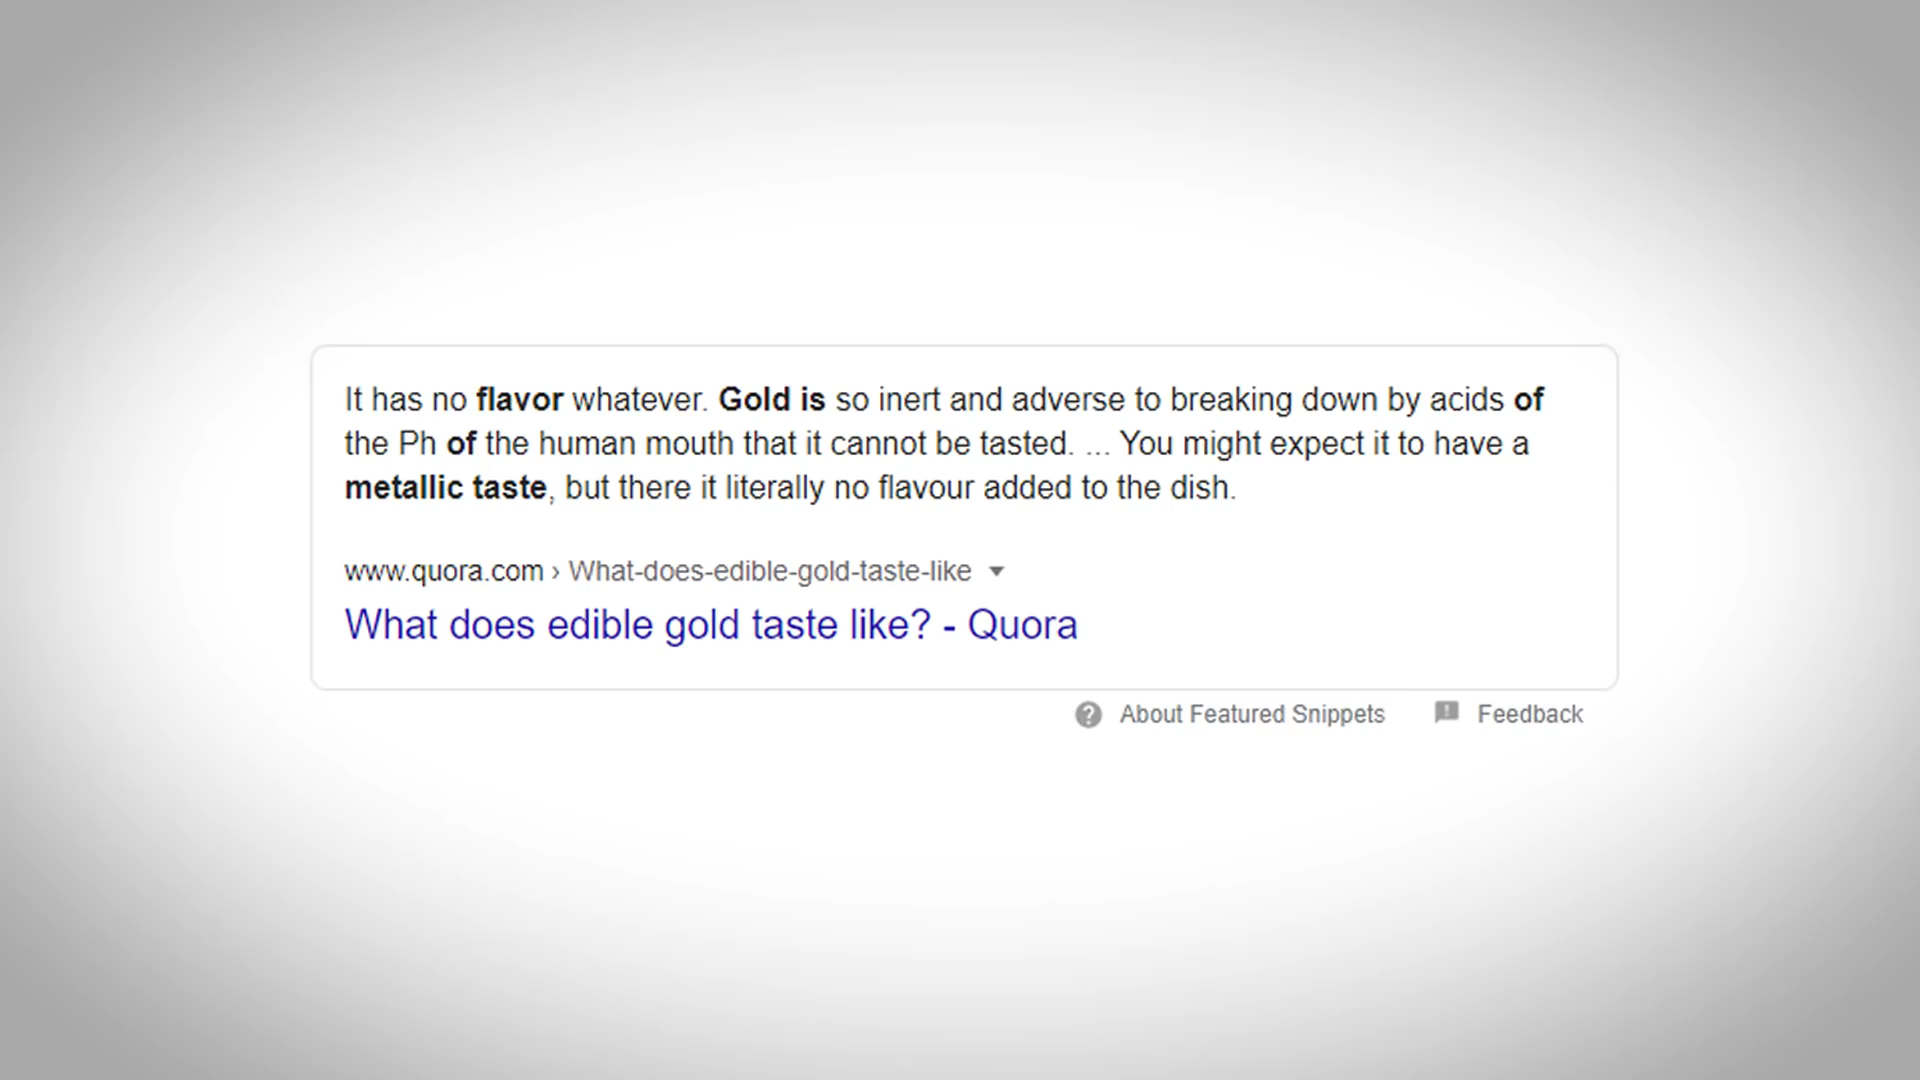 It has no flavor whatever. Gold is so inert and adverse to breaking down by acids of
the Ph of the human mouth that it cannot be tasted. ... You might expect it to have a
metallic taste, but there it literally no flavour added to the dish.
www.quora.com › What-does-edible-gold-taste-like
What does edible gold taste like? - Quora
About Featured Snippets Feedback